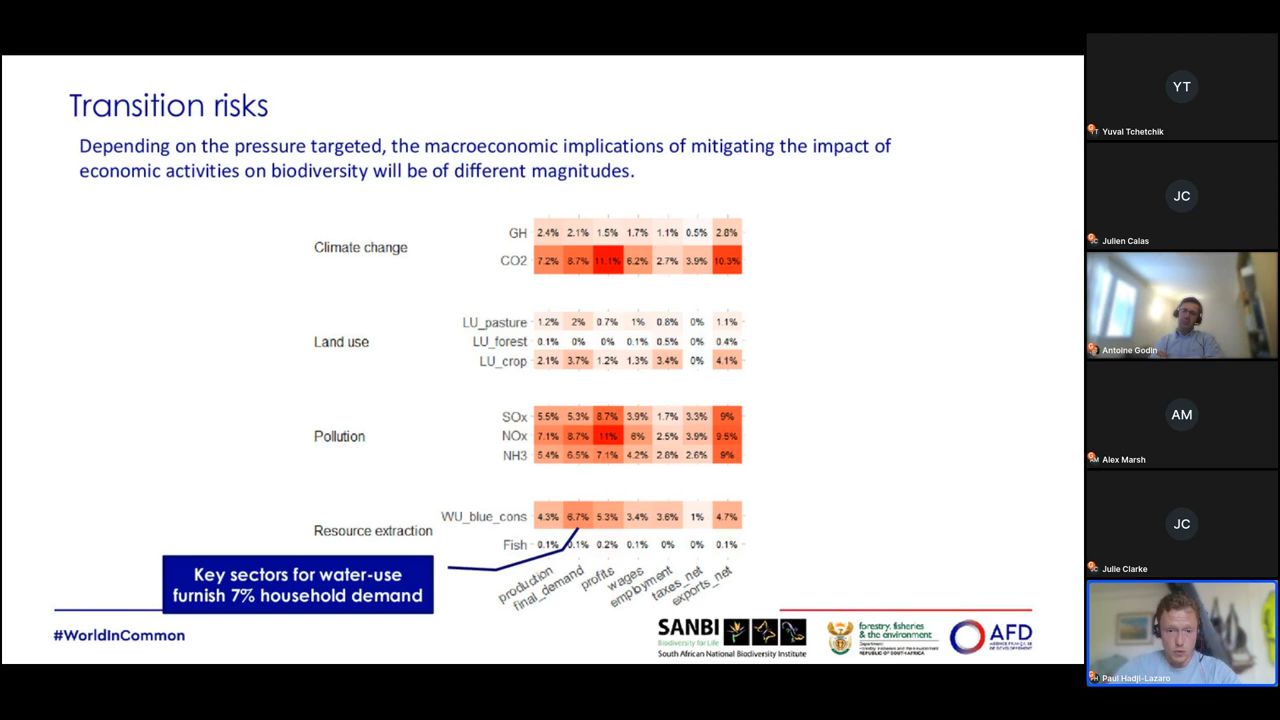 Transition risks
Depending on the pressure targeted, the macroeconomic implications of mitigating the impact of
economic activities on biodiversity will be of different magnitudes.
Climate change
GH 2.4% 2.1% 1.5% 1.7% 1.1% 0.5% 2.8%
CO2 7.2% 8.7% 11.1% 6.2% 2.7% 3.9% 10.3%
Land use
LU_pasture 1.2% 2% 0.7% 1% 0.8% 0% 1.1%
LU_forest 0.1% 0% 0% 0.1% 0.5% 0% 0.4%
LU_crop 2.1% 3.7% 1.2% 1.3% 3.4% 0% 4.1%
Pollution
SOx 5.5% 5.3% 8.7% 3.9% 1.7% 3.3% 9%
NOx 7.1% 8.7% 11% 6% 2.5% 3.9% 9.5%
NH3 5.4% 6.5% 7.1% 4.2% 2.8% 2.6% 9%
Resource extraction
WU_blue_cons 4.3% 6.7% 5.3% 3.4% 3.6% 1% 4.7%
Fish 0.1% 0.1% 0.2% 0.1% 0% 0% 0.1%
production final_demand profits wages employment taxes_net exports_net
Key sectors for water-use
furnish 7% household demand
#WorldInCommon
SANBI
Biodiversity for Life
South African National Biodiversity Institute
forestry, fisheries
& the environment
Department:
REPUBLIC OF SOUTH AFRICA
AFD
AGENCE FRANÇAISE
DE DÉVELOPPEMENT
YT
Yuval Tchetchik
JC
Julien Calas
Antoine Godin
AM
Alex Marsh
JC
Julie Clarke
Paul Hadji-Lazaro